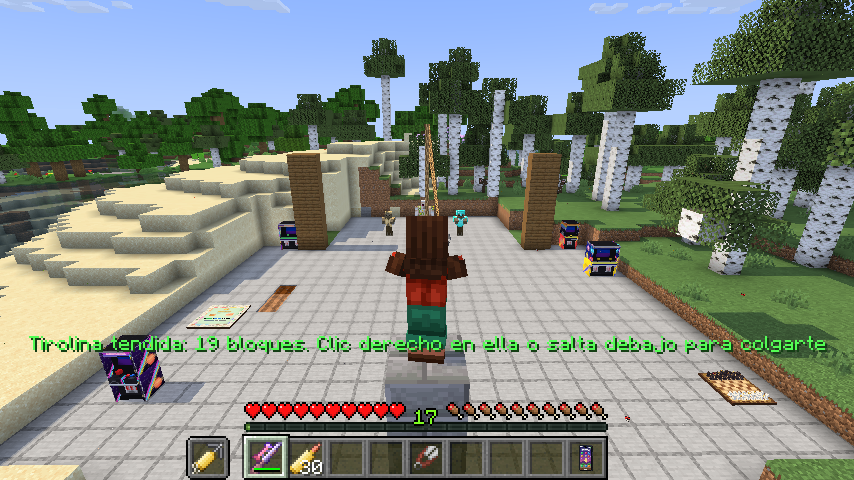 Tirolina tendida: 19 bloques. Clic derecho en ella o salta debajo para colgarte
17
30